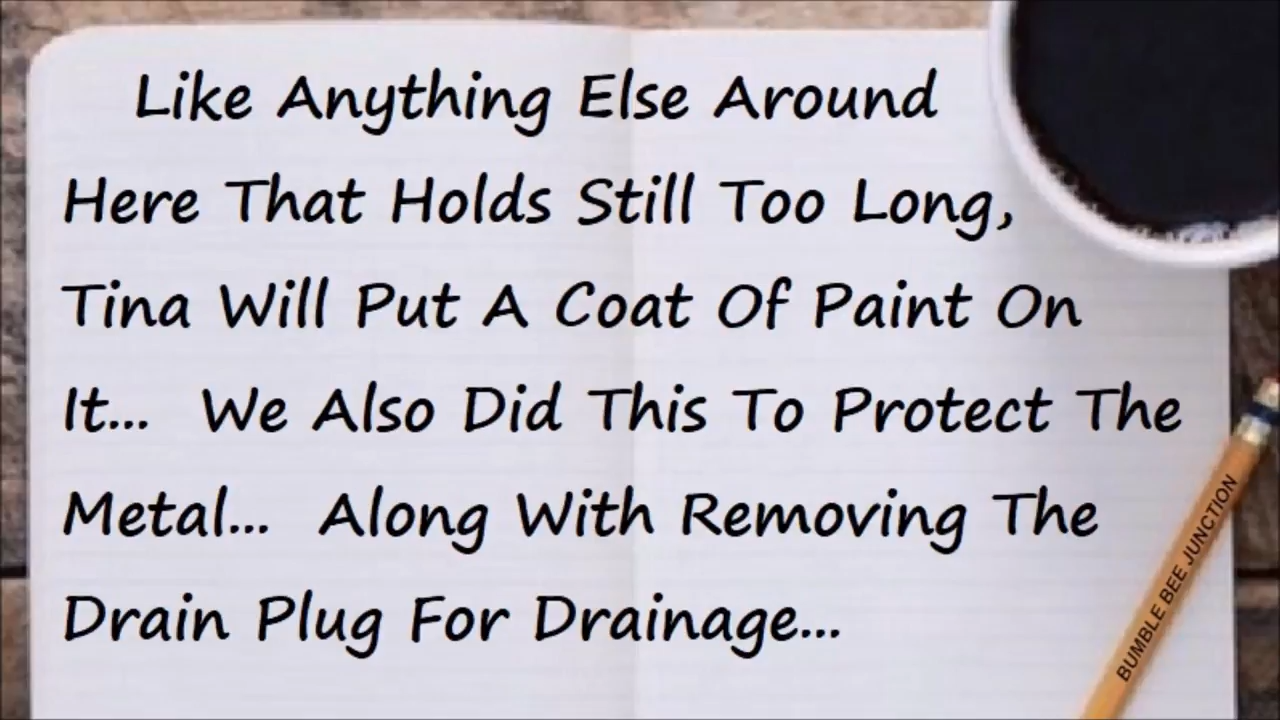 Like Anything Else Around
Here That Holds Still Too Long,
Tina Will Put A Coat Of Paint On
It... We Also Did This To Protect The
Metal... Along With Removing The
Drain Plug For Drainage...
BUMBLE BEE JUNCTION